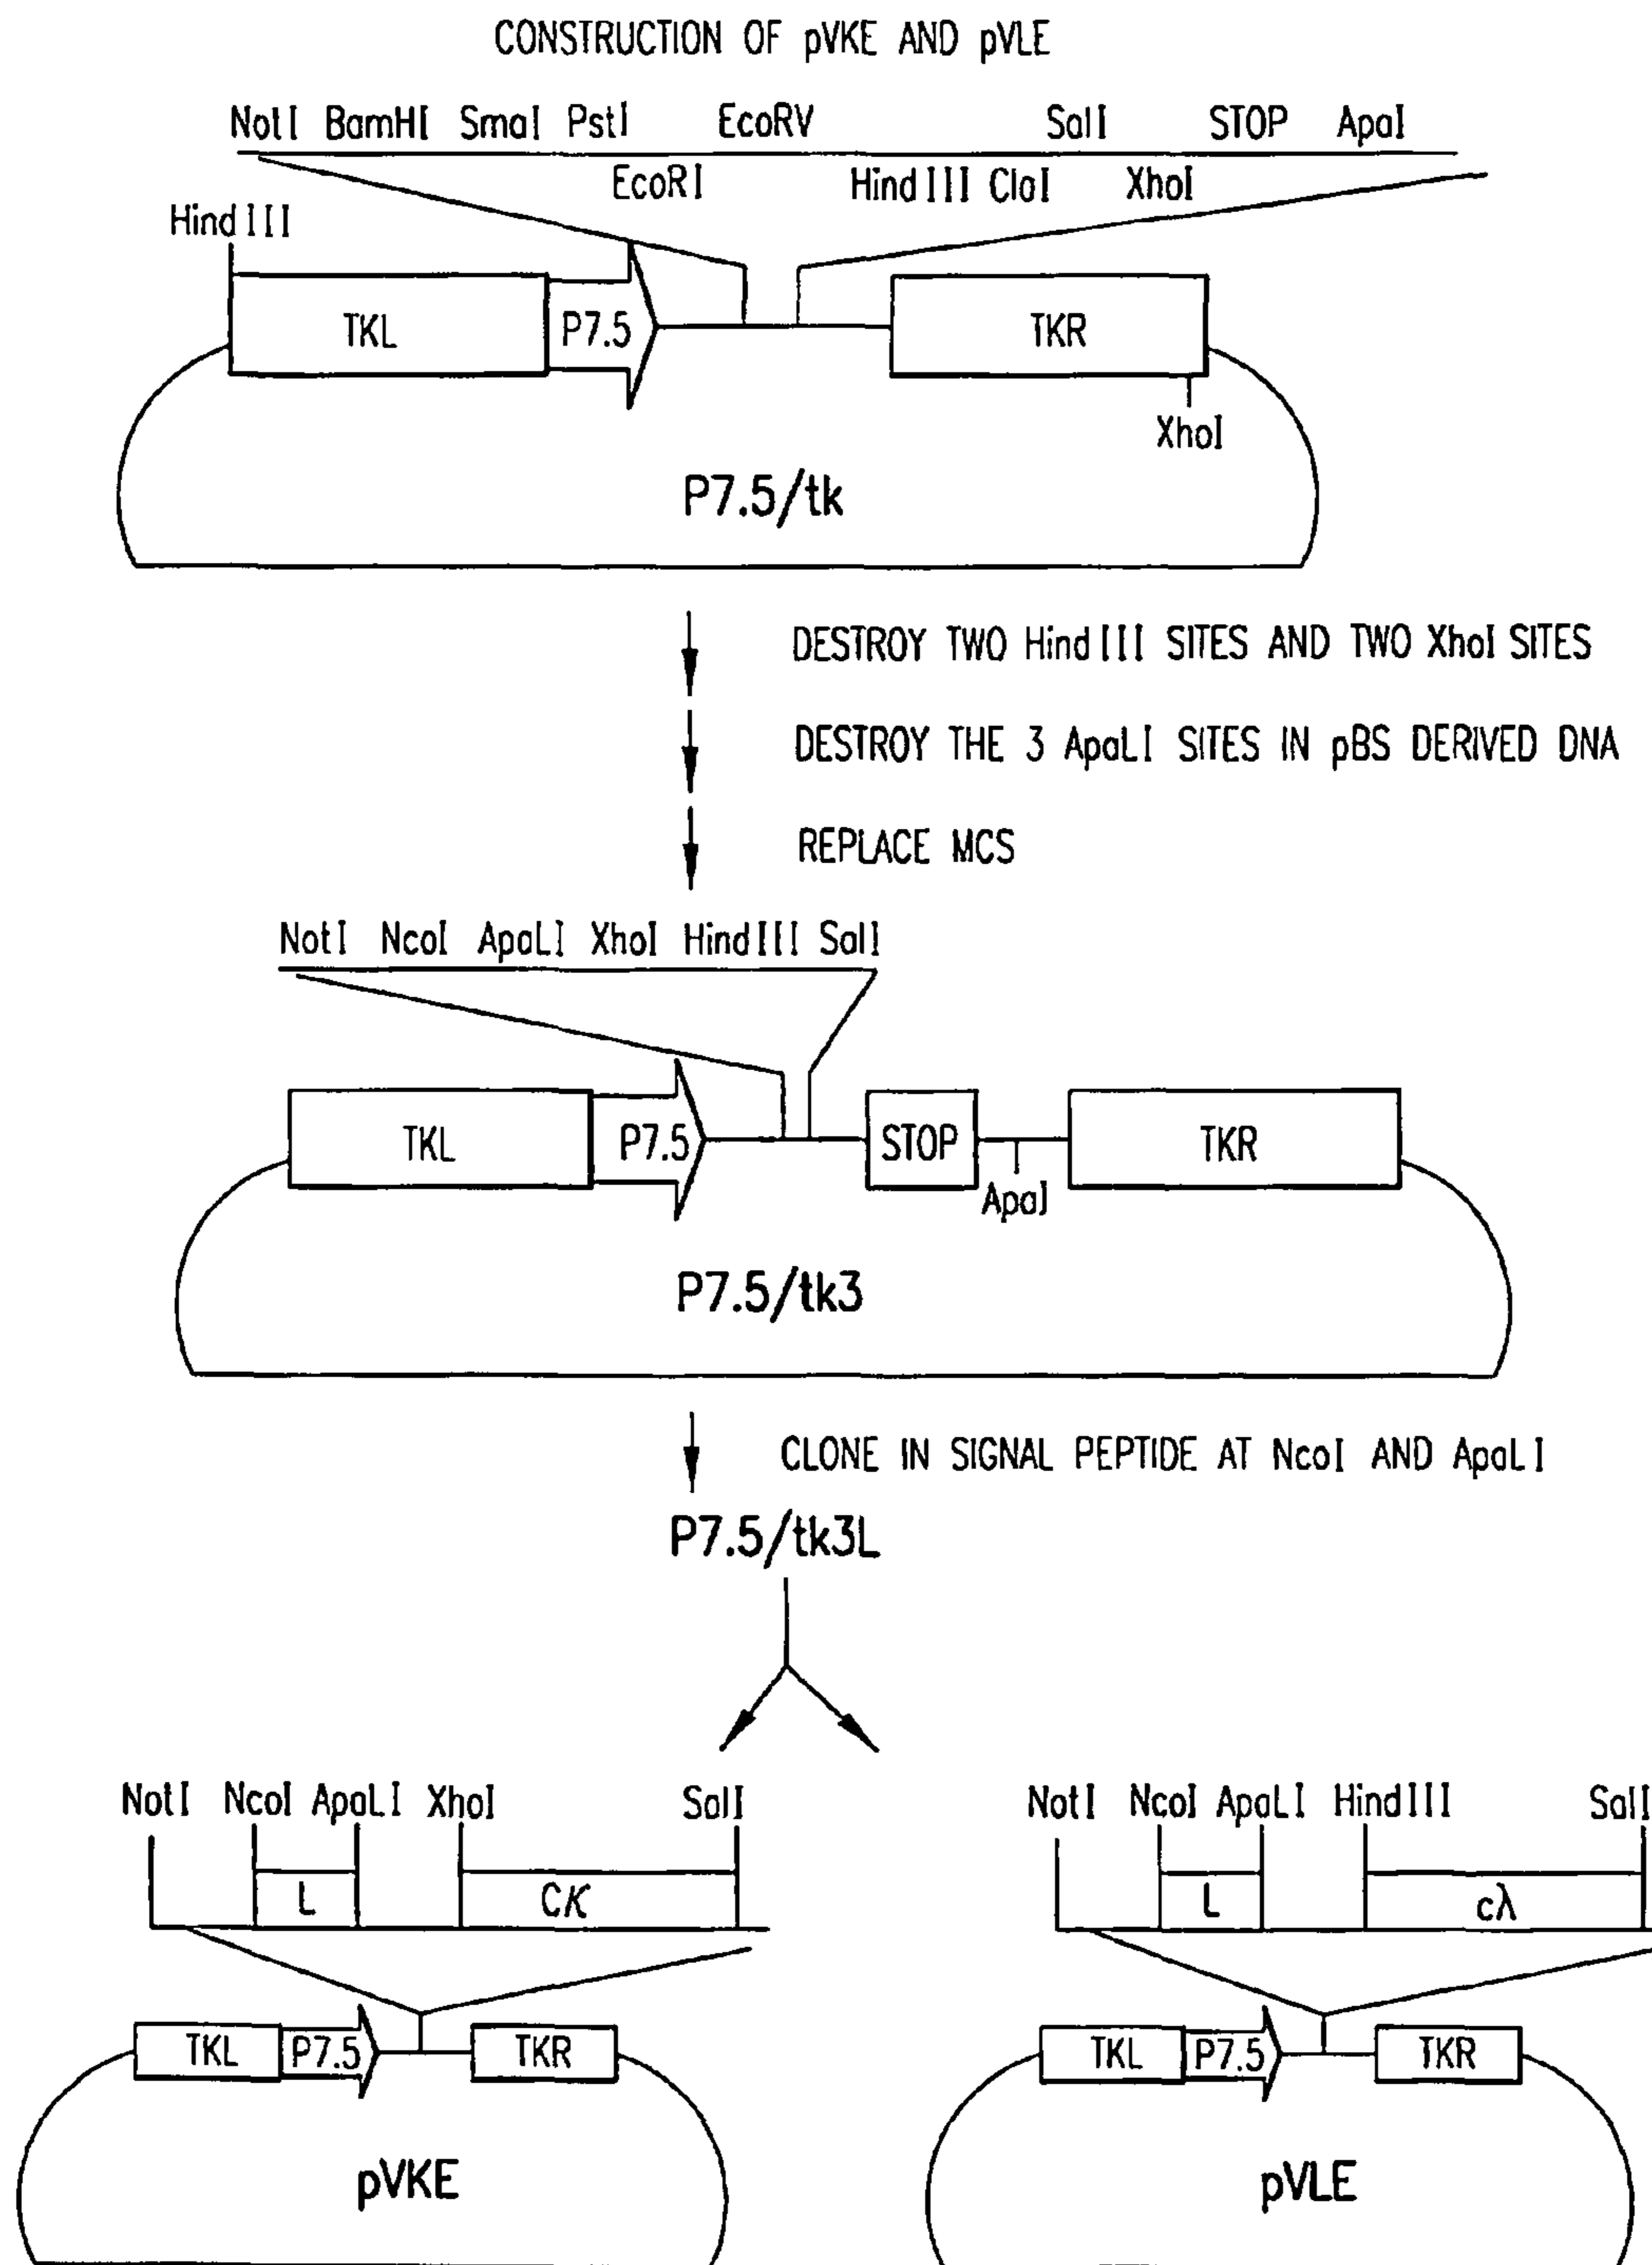 CONSTRUCTION OF pVKE AND pVLE
NotI BamHI SmaI PstI EcoRV SalI STOP ApaI
EcoRI HindIII ClaI XhoI
HindIII
TKL P7.5 TKR
XhoI
P7.5/tk
DESTROY TWO HindIII SITES AND TWO XhoI SITES
DESTROY THE 3 ApaLI SITES IN pBS DERIVED DNA
REPLACE MCS
NotI NcoI ApaLI XhoI HindIII SalI
TKL P7.5 STOP TKR
ApaI
P7.5/tk3
CLONE IN SIGNAL PEPTIDE AT NcoI AND ApaLI
P7.5/tk3L
NotI NcoI ApaLI XhoI SalI
L CK
TKL P7.5 TKR
pVKE
NotI NcoI ApaLI HindIII SalI
L cλ
TKL P7.5 TKR
pVLE